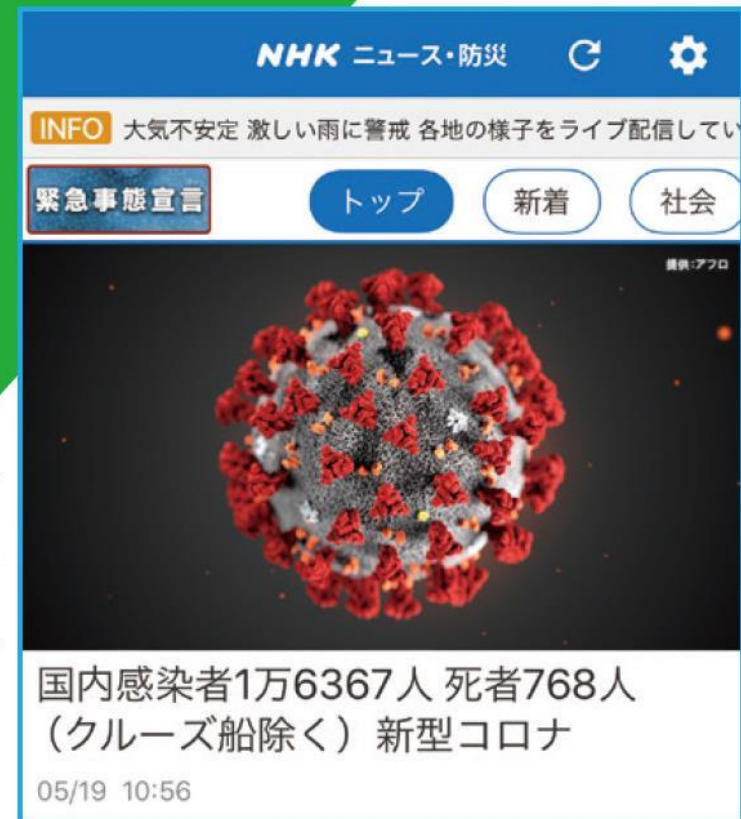 NHK ニュース・防災
INFO 大気不安定 激しい雨に警戒 各地の様子をライブ配信してい
緊急事態宣言 トップ 新着 社会
提供:アフロ
国内感染者1万6367人 死者768人
（クルーズ船除く）新型コロナ
05/19 10:56